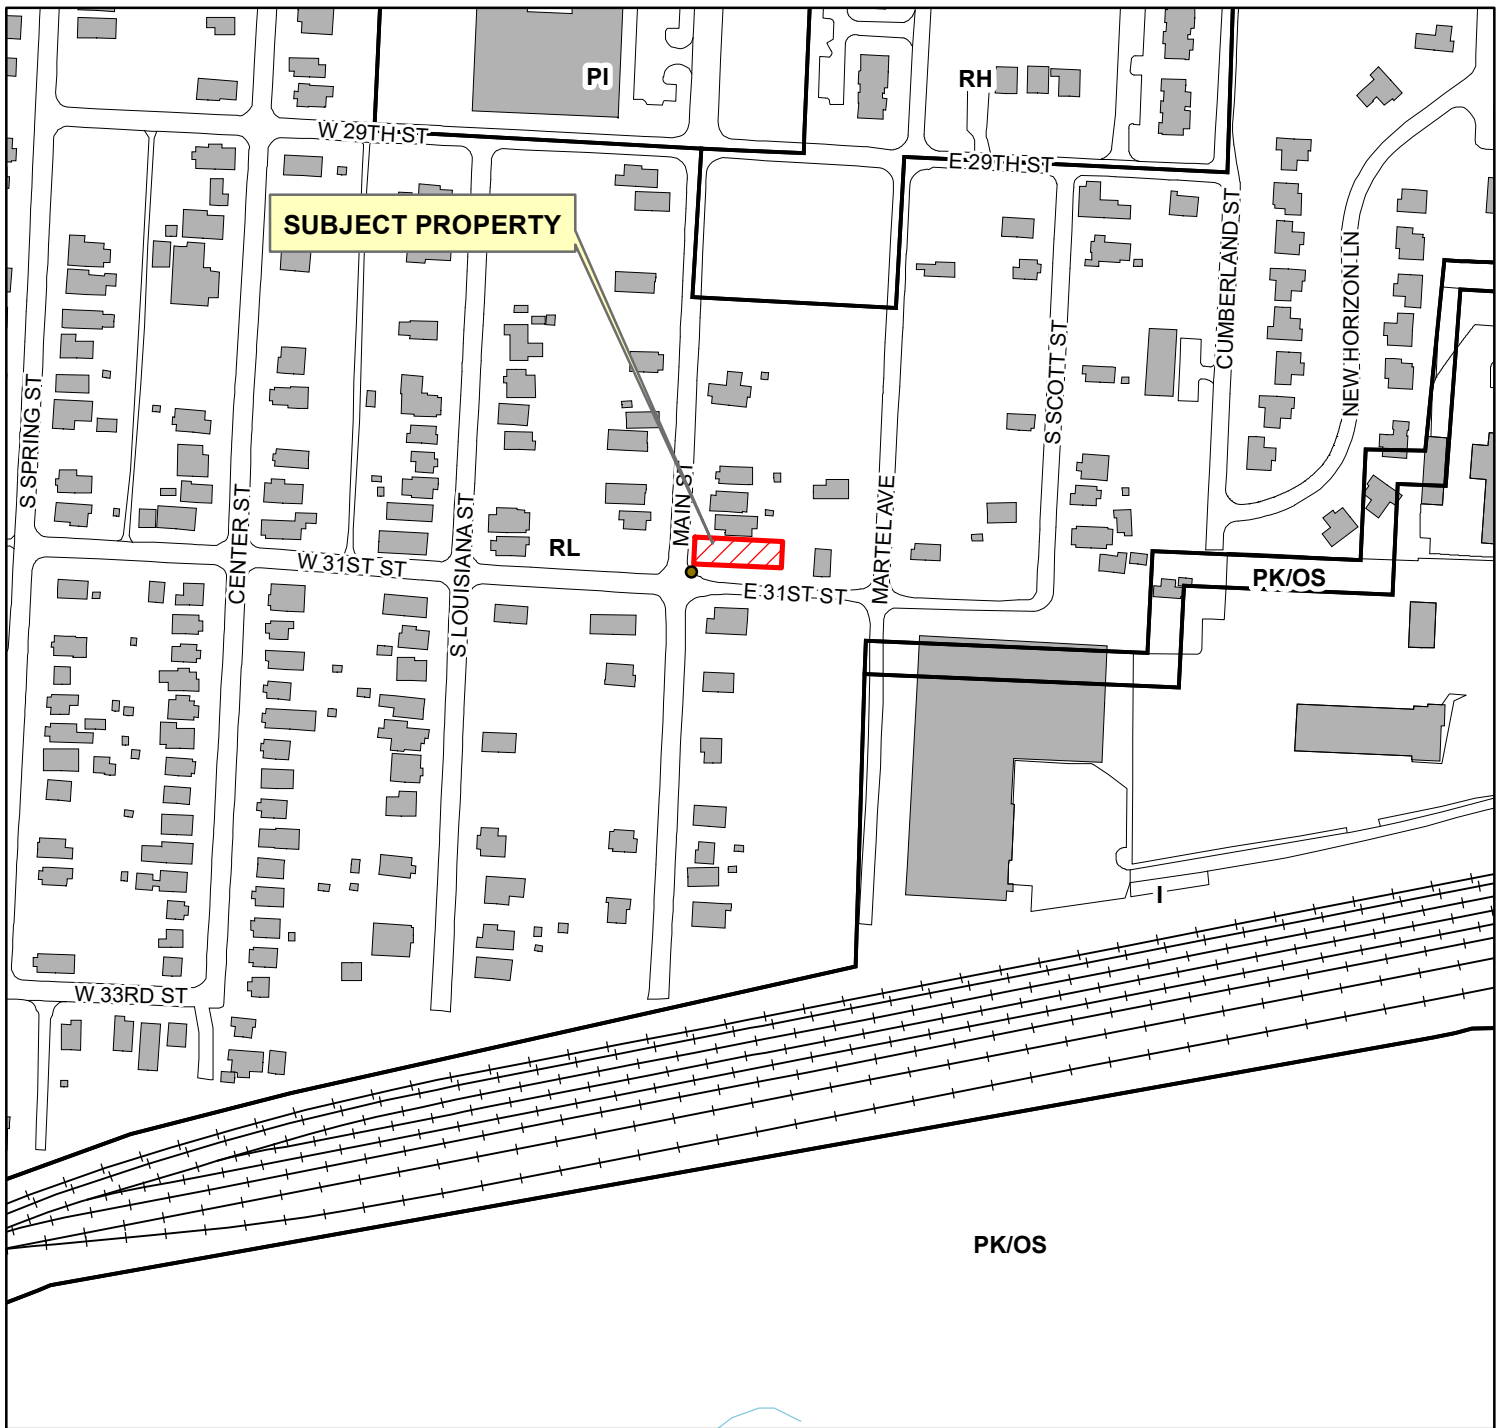 PI
RH
W 29TH ST
E 29TH ST
SUBJECT PROPERTY
CUMBERLAND ST
NEW HORIZON LN
S SPRING ST
S SCOTT ST
MAIN ST
CENTER ST
S LOUISIANA ST
MARTEL AVE
RL
W 31ST ST
E 31ST ST
PK/OS
I
W 33RD ST
PK/OS